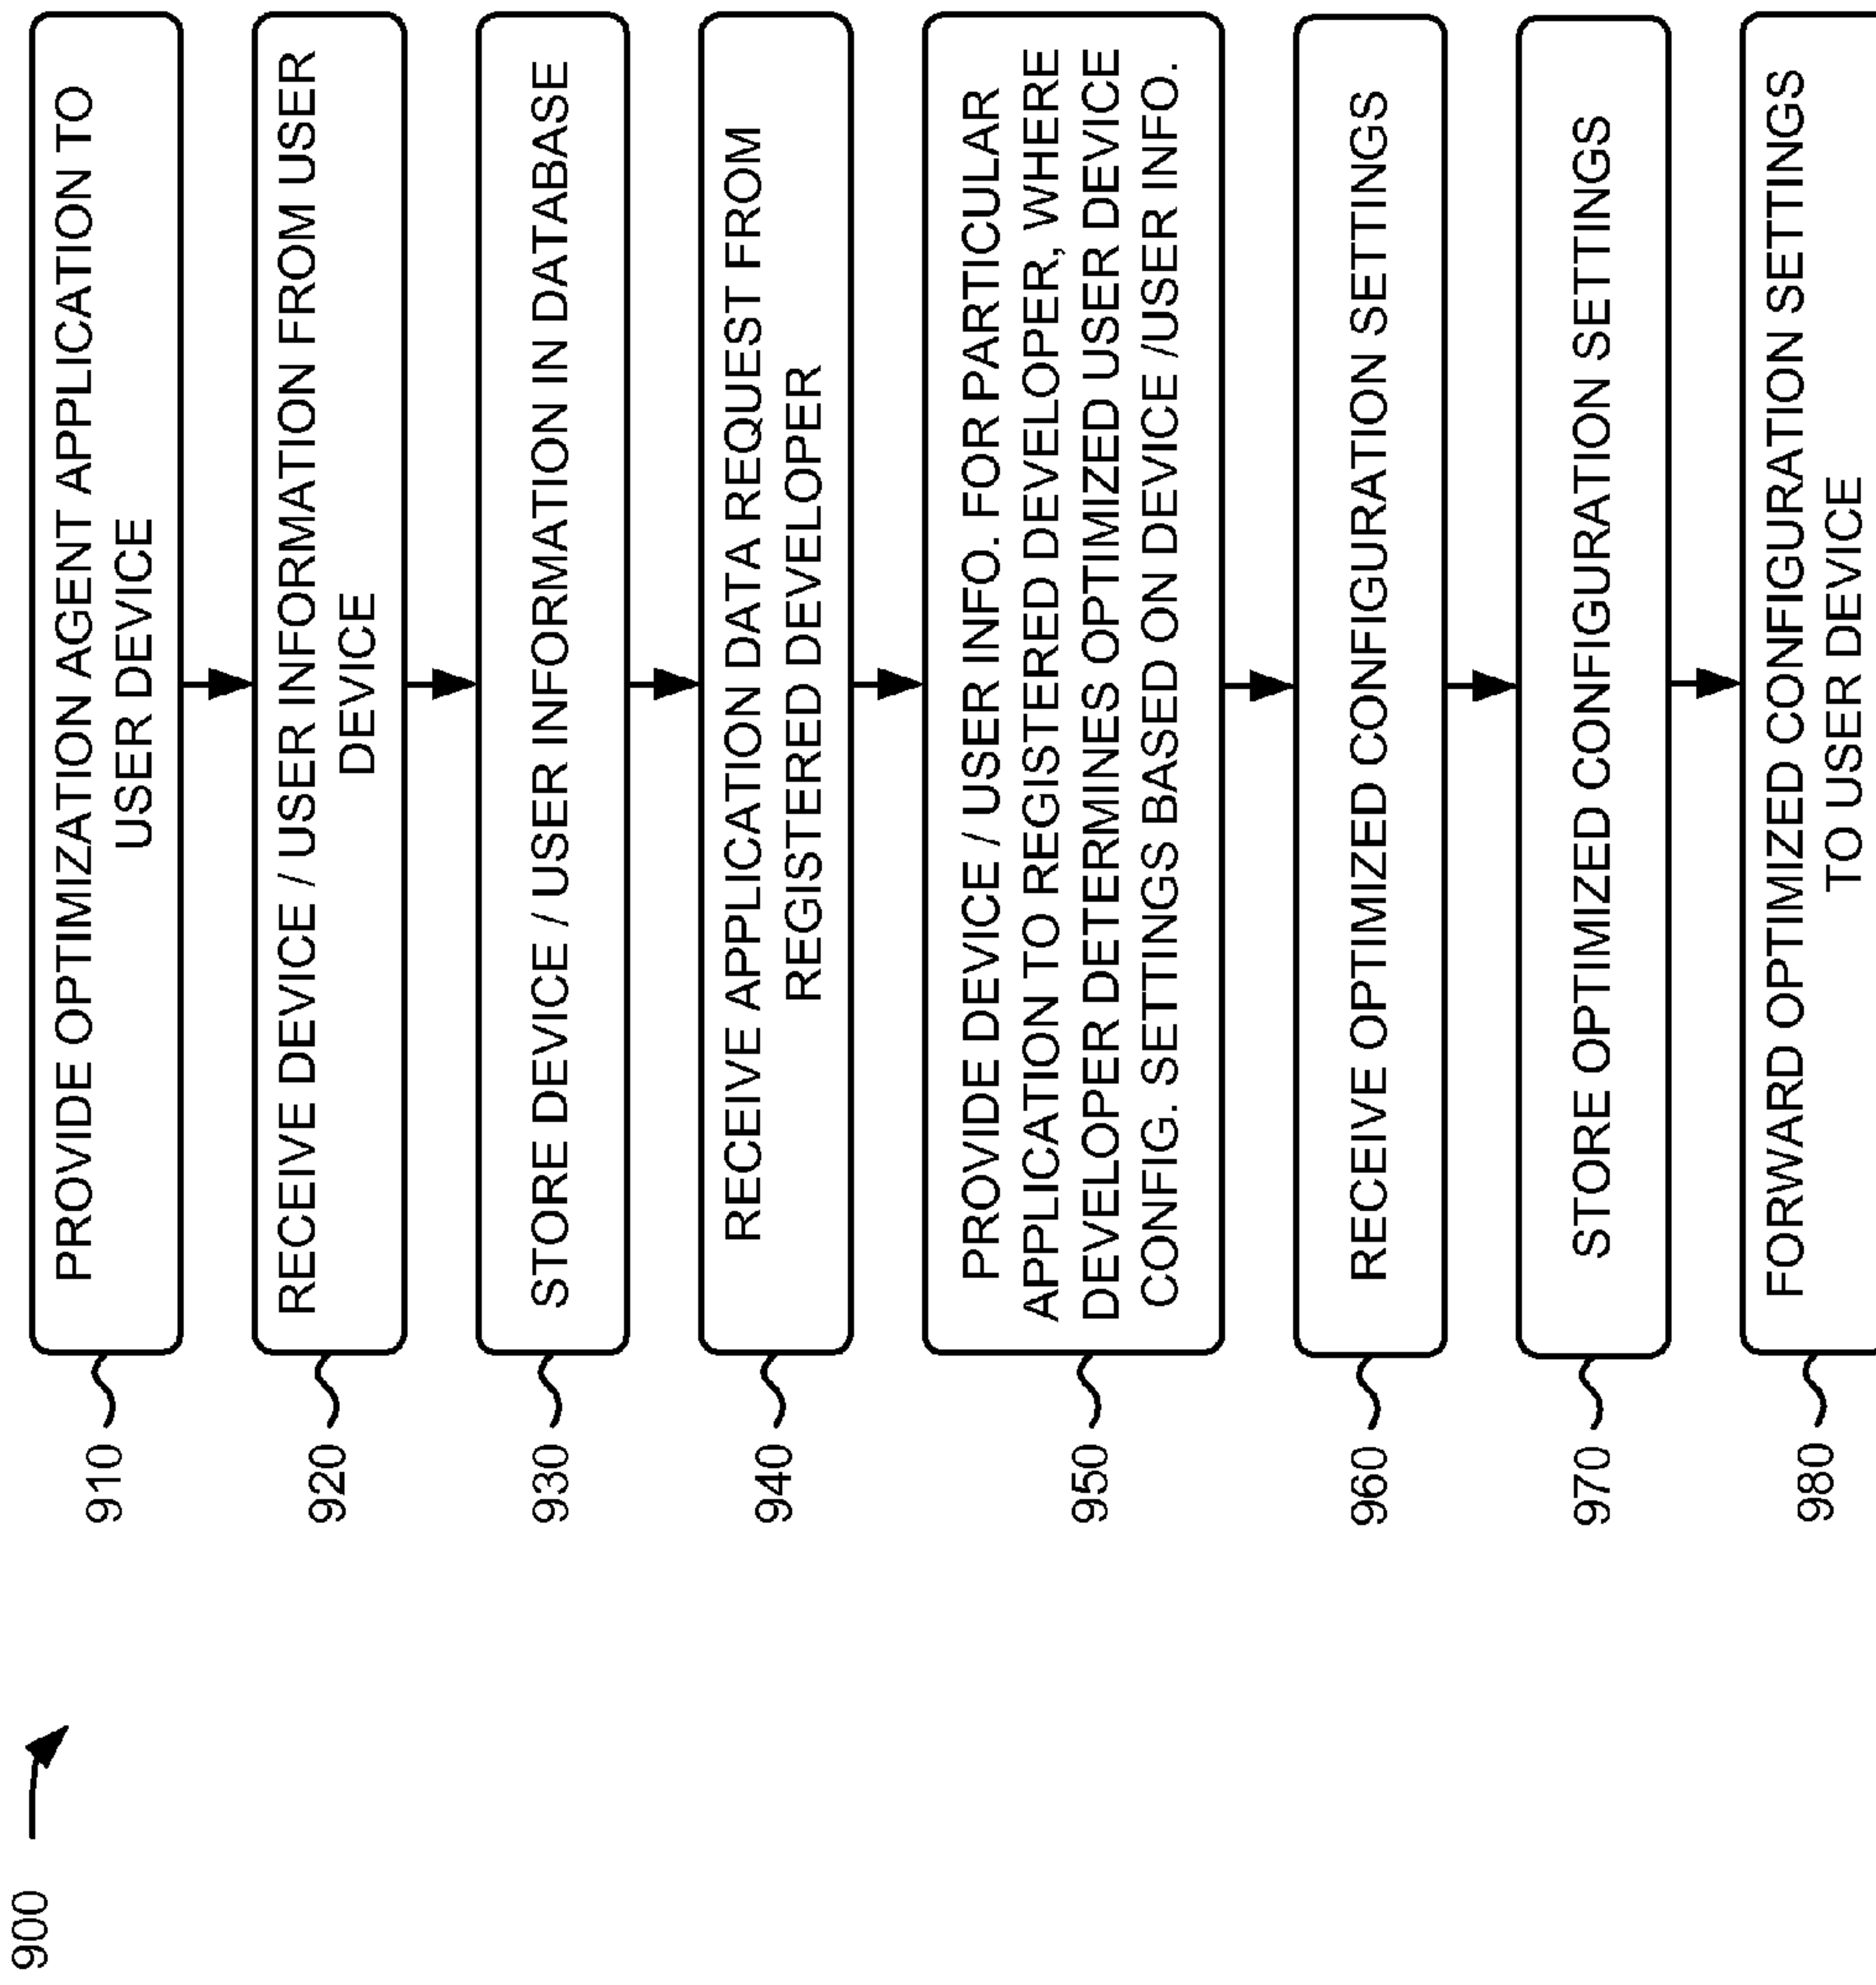 900
910
PROVIDE OPTIMIZATION AGENT APPLICATION TO
USER DEVICE
920
RECEIVE DEVICE / USER INFORMATION FROM USER
DEVICE
930
STORE DEVICE / USER INFORMATION IN DATABASE
940
RECEIVE APPLICATION DATA REQUEST FROM
REGISTERED DEVELOPER
950
PROVIDE DEVICE / USER INFO. FOR PARTICULAR
APPLICATION TO REGISTERED DEVELOPER, WHERE
DEVELOPER DETERMINES OPTIMIZED USER DEVICE
CONFIG. SETTINGS BASED ON DEVICE /USER INFO.
960
RECEIVE OPTIMIZED CONFIGURATION SETTINGS
970
STORE OPTIMIZED CONFIGURATION SETTINGS
980
FORWARD OPTIMIZED CONFIGURATION SETTINGS
TO USER DEVICE